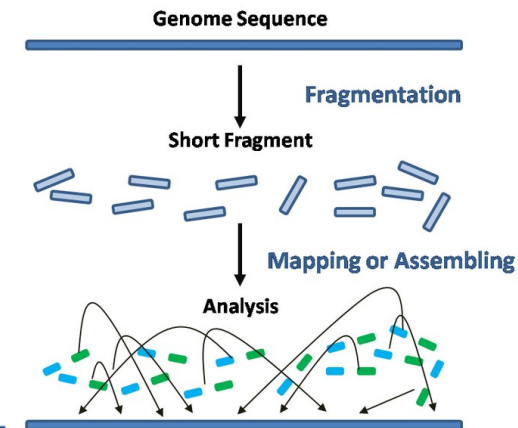 Genome Sequence
Fragmentation
Short Fragment
Mapping or Assembling
Analysis